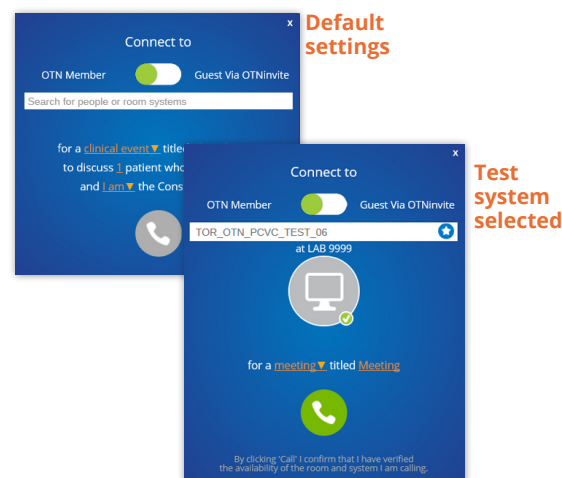 x
Default
settings
Connect to
OTN Member
Guest Via OTNinvite
Search for people or room systems
for a clinical event▼
to discuss 1 patient
and I am▼ the
x
Connect to
Test
system
selected
OTN Member
Guest Via OTNinvite
TOR_OTN_PCVC_TEST_06
at LAB 9999
for a meeting▼ titled Meeting
By clicking 'Call' I confirm that I have verified
the availability of the room and system I am calling.